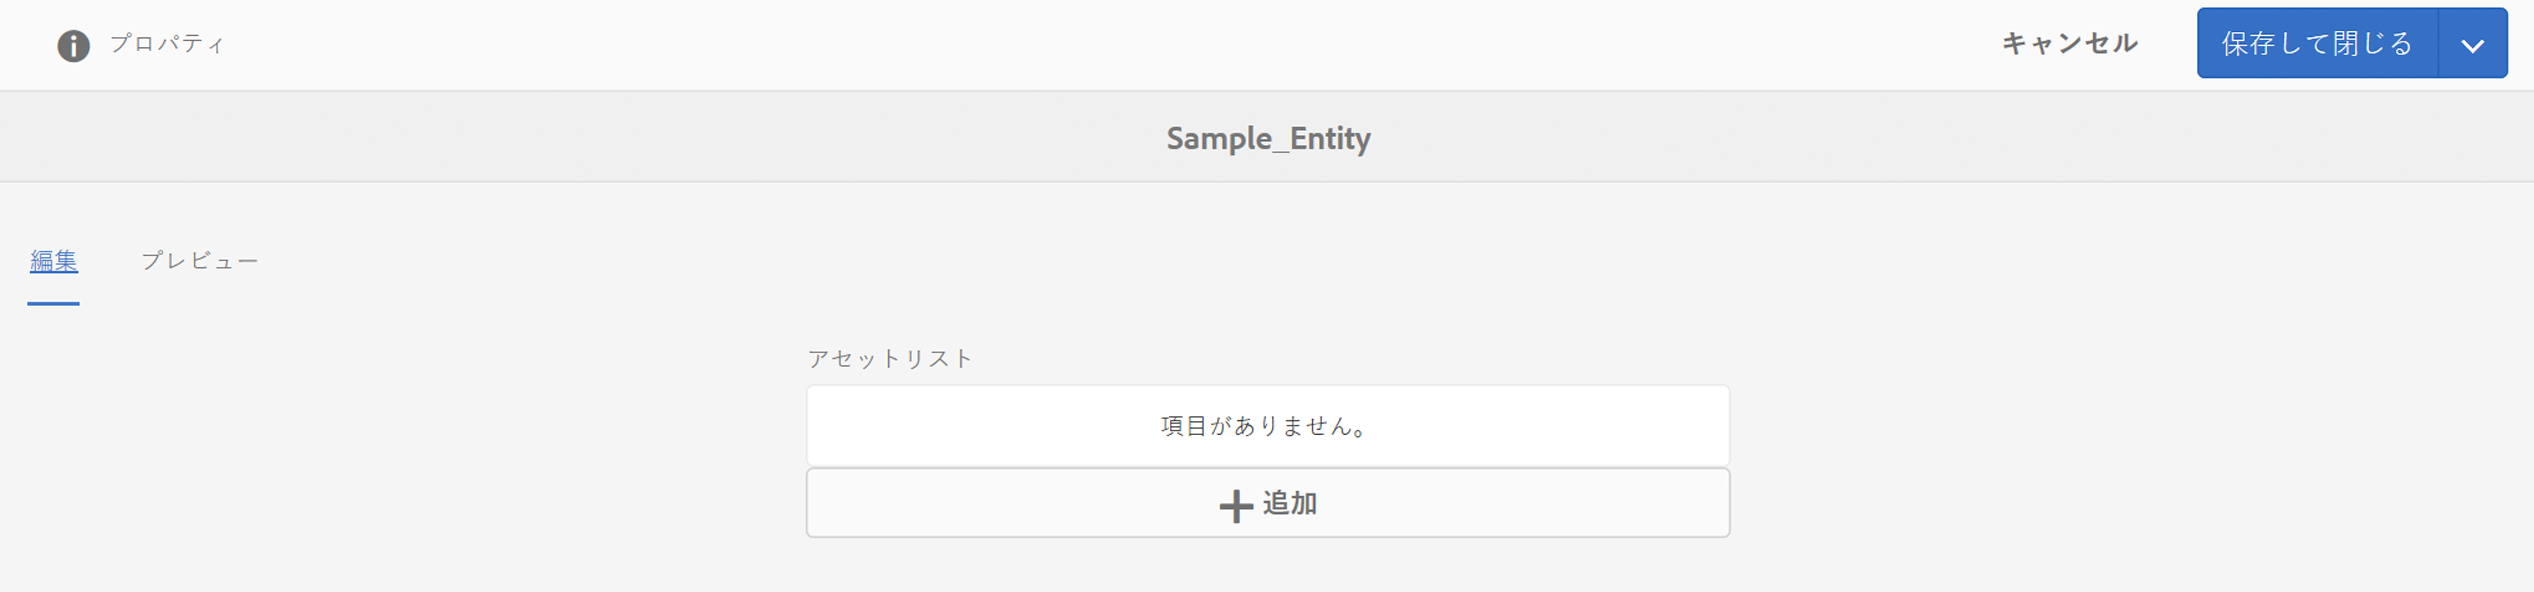 プロパティ
キャンセル
保存して閉じる
Sample_Entity
編集
プレビュー
アセットリスト
項目がありません。
追加